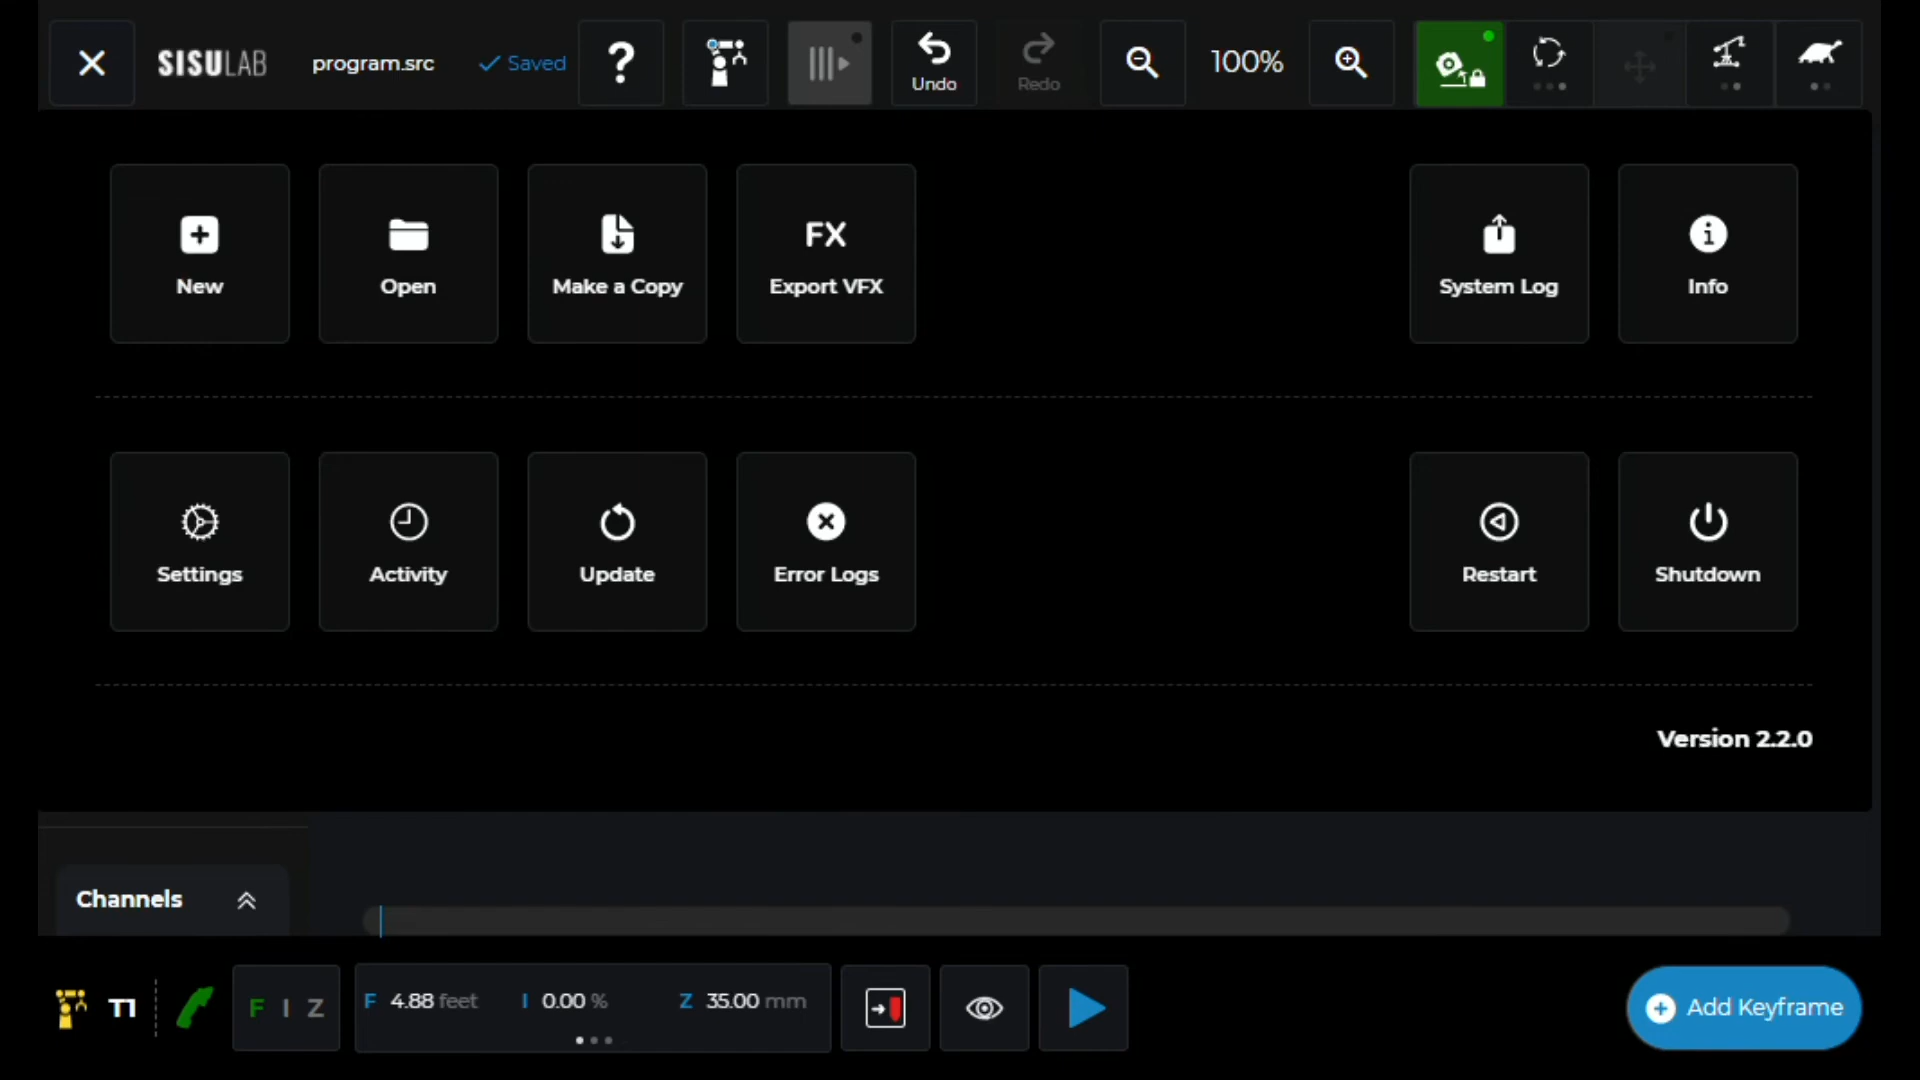 SISULAB program.src Saved ? Undo Redo 100%
New Open Make a Copy FX Export VFX System Log Info
Settings Activity Update Error Logs Restart Shutdown
Version 2.2.0
Channels
T1 F I Z F 4.88 feet I 0.00 % Z 35.00 mm Add Keyframe